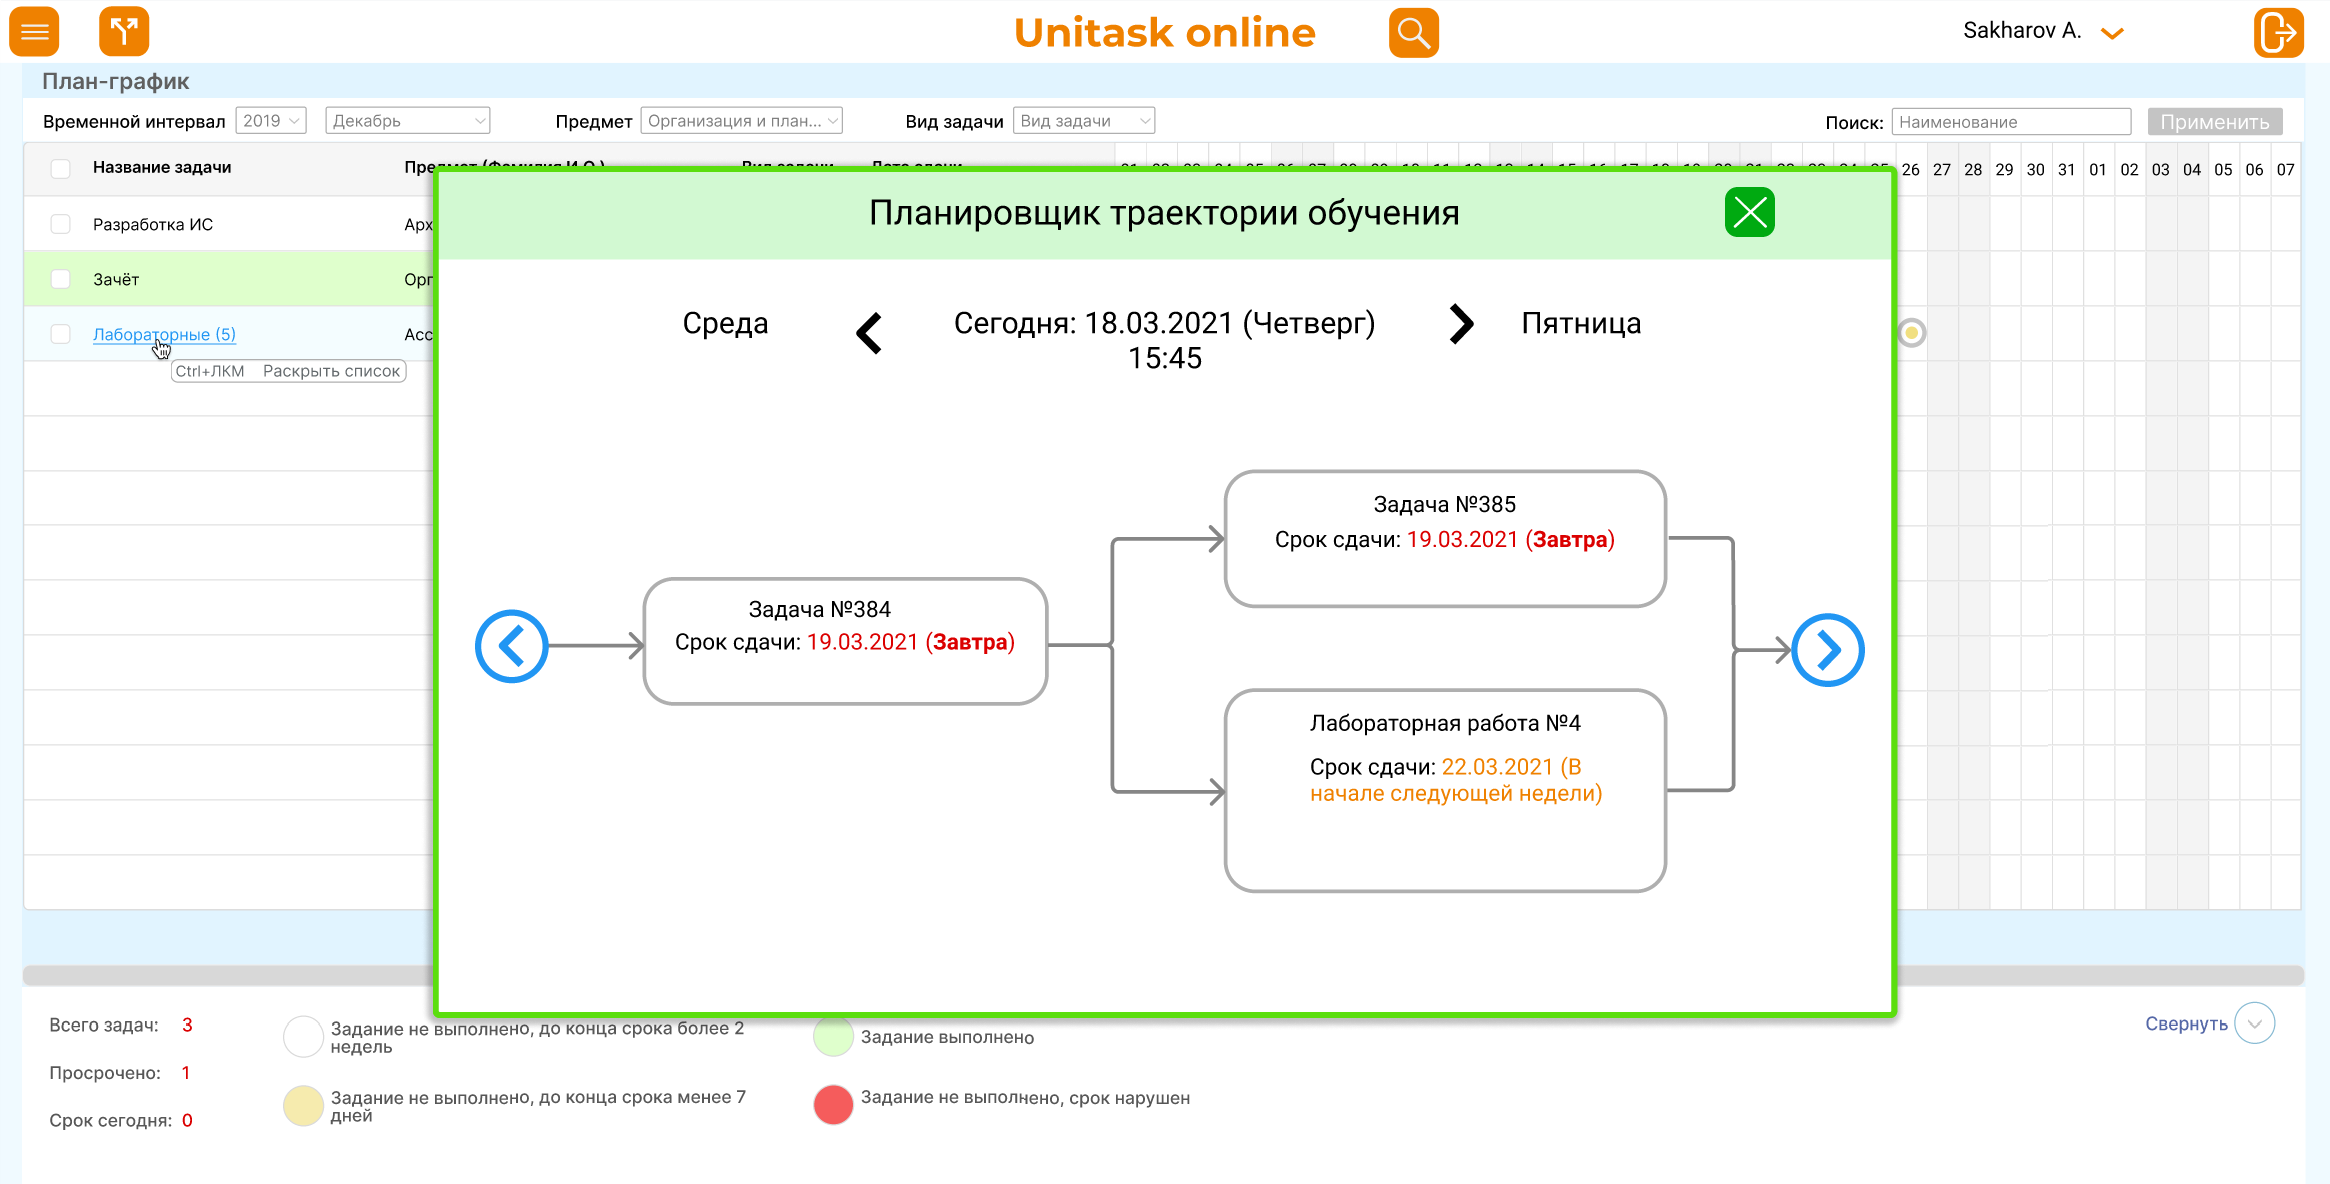 Unitask online
Sakharov A.
План-график
Временной интервал 2019 Декабрь Предмет Организация и план... Вид задачи Вид задачи Поиск: Наименование Применить
Название задачи 26 27 28 29 30 31 01 02 03 04 05 06 07
Разработка ИС Арх
Зачёт Орг
Лабораторные (5) Асс
Ctrl+ЛКМ Раскрыть список
Планировщик траектории обучения
Среда Сегодня: 18.03.2021 (Четверг) Пятница
15:45
Задача №384
Срок сдачи: 19.03.2021 (Завтра)
Задача №385
Срок сдачи: 19.03.2021 (Завтра)
Лабораторная работа №4
Срок сдачи: 22.03.2021 (В
начале следующей недели)
Всего задач: 3
Просрочено: 1
Срок сегодня: 0
Задание не выполнено, до конца срока более 2
недель
Задание не выполнено, до конца срока менее 7
дней
Задание выполнено
Задание не выполнено, срок нарушен
Свернуть